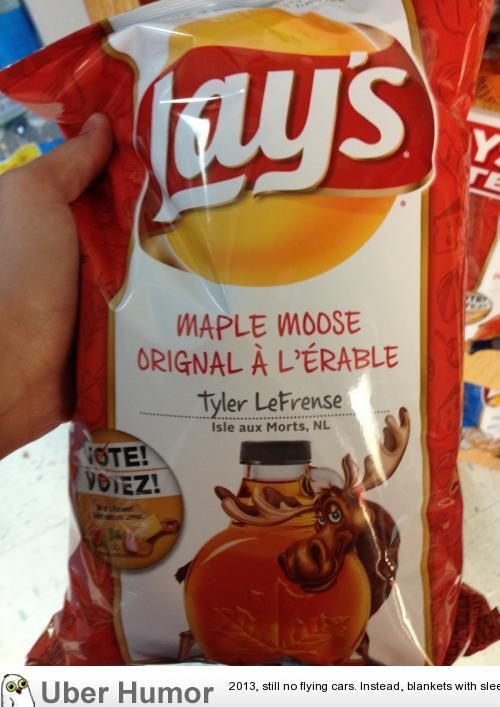 Lay's
MAPLE MOOSE
ORIGNAL À L'ÉRABLE
Tyler LeFrense
Isle aux Morts, NL
VOTE!
VOTEZ!
Uber Humor
2013, still no flying cars. Instead, blankets with slee